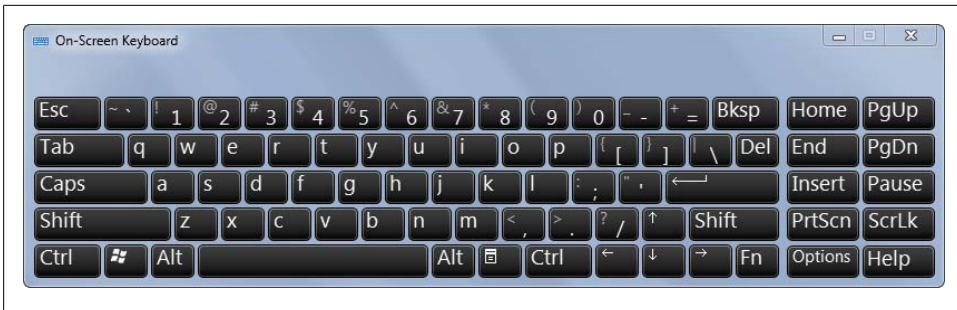 On-Screen Keyboard
Esc ~ ` ! 1 @ 2 # 3 $ 4 % 5 ^ 6 & 7 * 8 ( 9 ) 0 _ - + = Bksp Home PgUp
Tab q w e r t y u i o p { [ } ] | \ Del End PgDn
Caps a s d f g h j k l : ; " ' Insert Pause
Shift z x c v b n m < , > . ? / ↑ Shift PrtScn ScrLk
Ctrl Alt Alt Ctrl ← ↓ → Fn Options Help